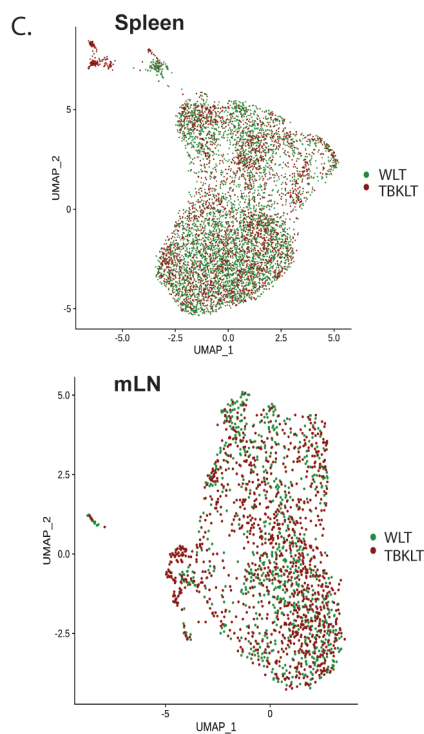 C.
Spleen
5
0
-5
UMAP_2
-5.0
-2.5
0.0
2.5
5.0
UMAP_1
WLT
TBKLT
mLN
5.0
2.5
0.0
-2.5
UMAP_2
-5
0
UMAP_1
WLT
TBKLT